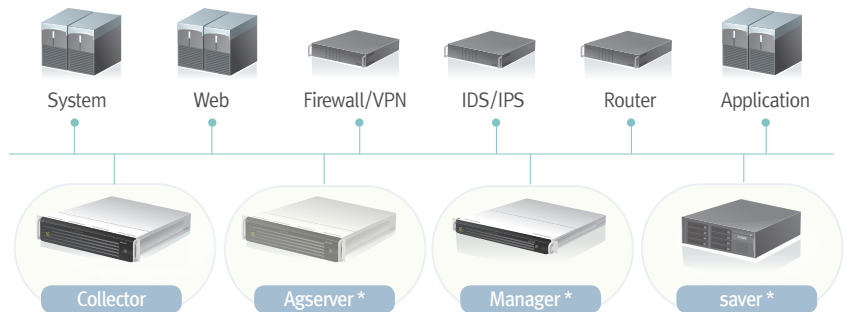 System
Web
Firewall/VPN
IDS/IPS
Router
Application
Collector
Agserver *
Manager *
saver *